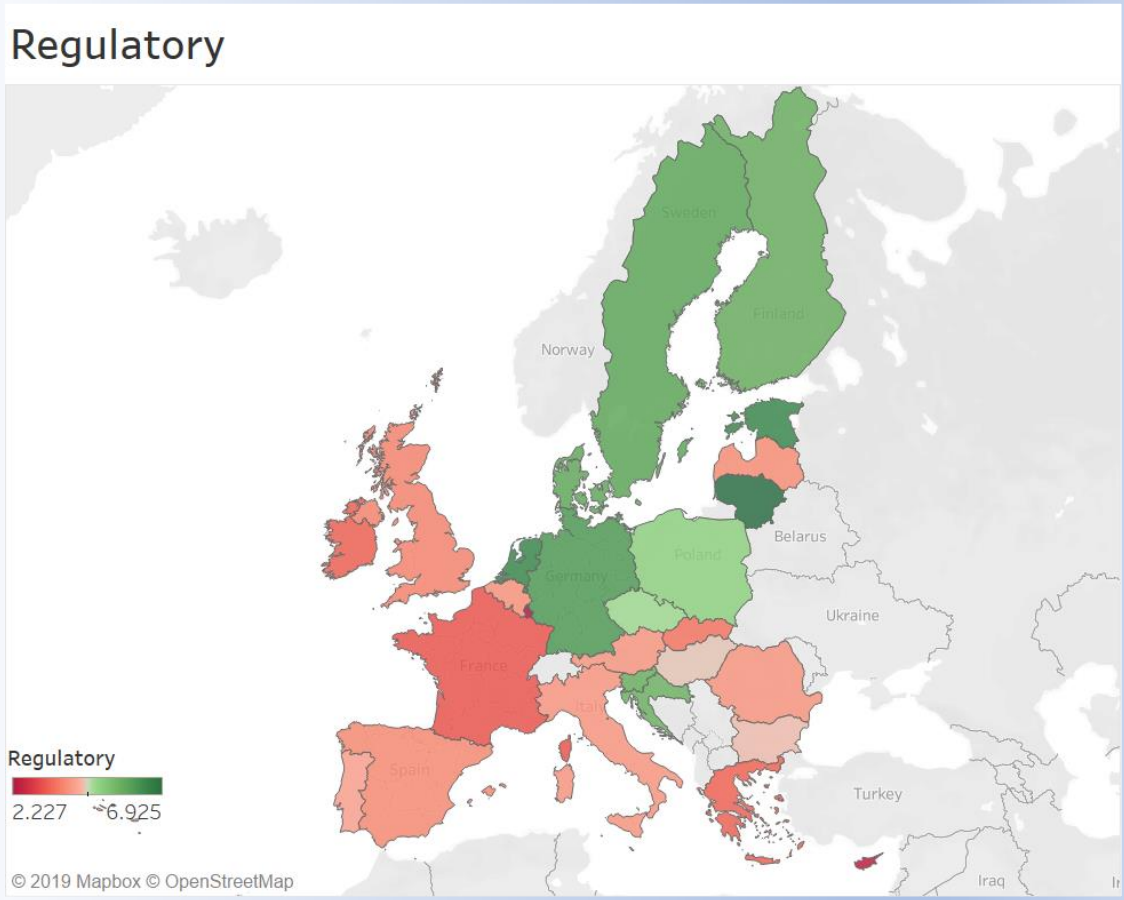 Regulatory
Sweden
Finland
Norway
Belarus
Poland
Germany
Ukraine
France
Italy
Spain
Turkey
Iraq
Regulatory
2.227 6.925
© 2019 Mapbox © OpenStreetMap